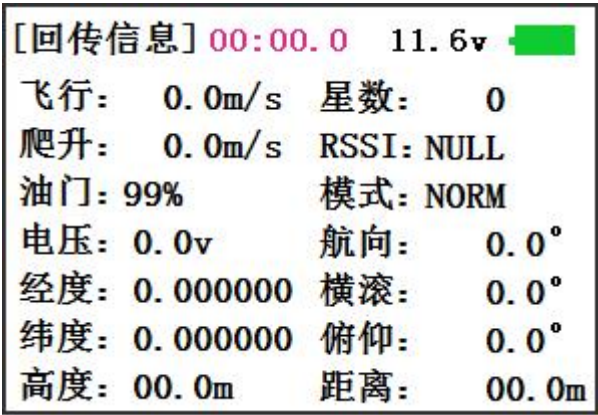 [回传信息] 00:00.0 11.6v
飞行: 0.0m/s 星数: 0
爬升: 0.0m/s RSSI: NULL
油门: 99% 模式: NORM
电压: 0.0v 航向: 0.0°
经度: 0.000000 横滚: 0.0°
纬度: 0.000000 俯仰: 0.0°
高度: 00.0m 距离: 00.0m